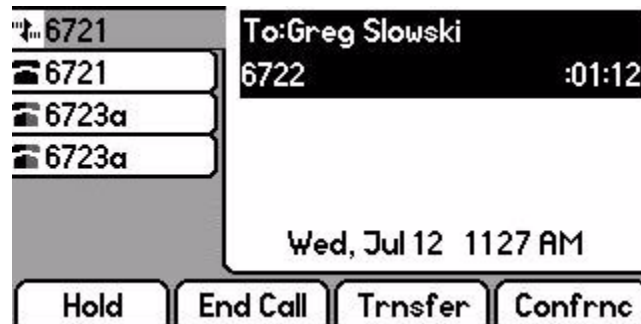 6721
6721
6723a
6723a
To:Greg Slowski
6722 :01:12
Wed, Jul 12 1127 AM
Hold End Call Trnsfer Confrnc